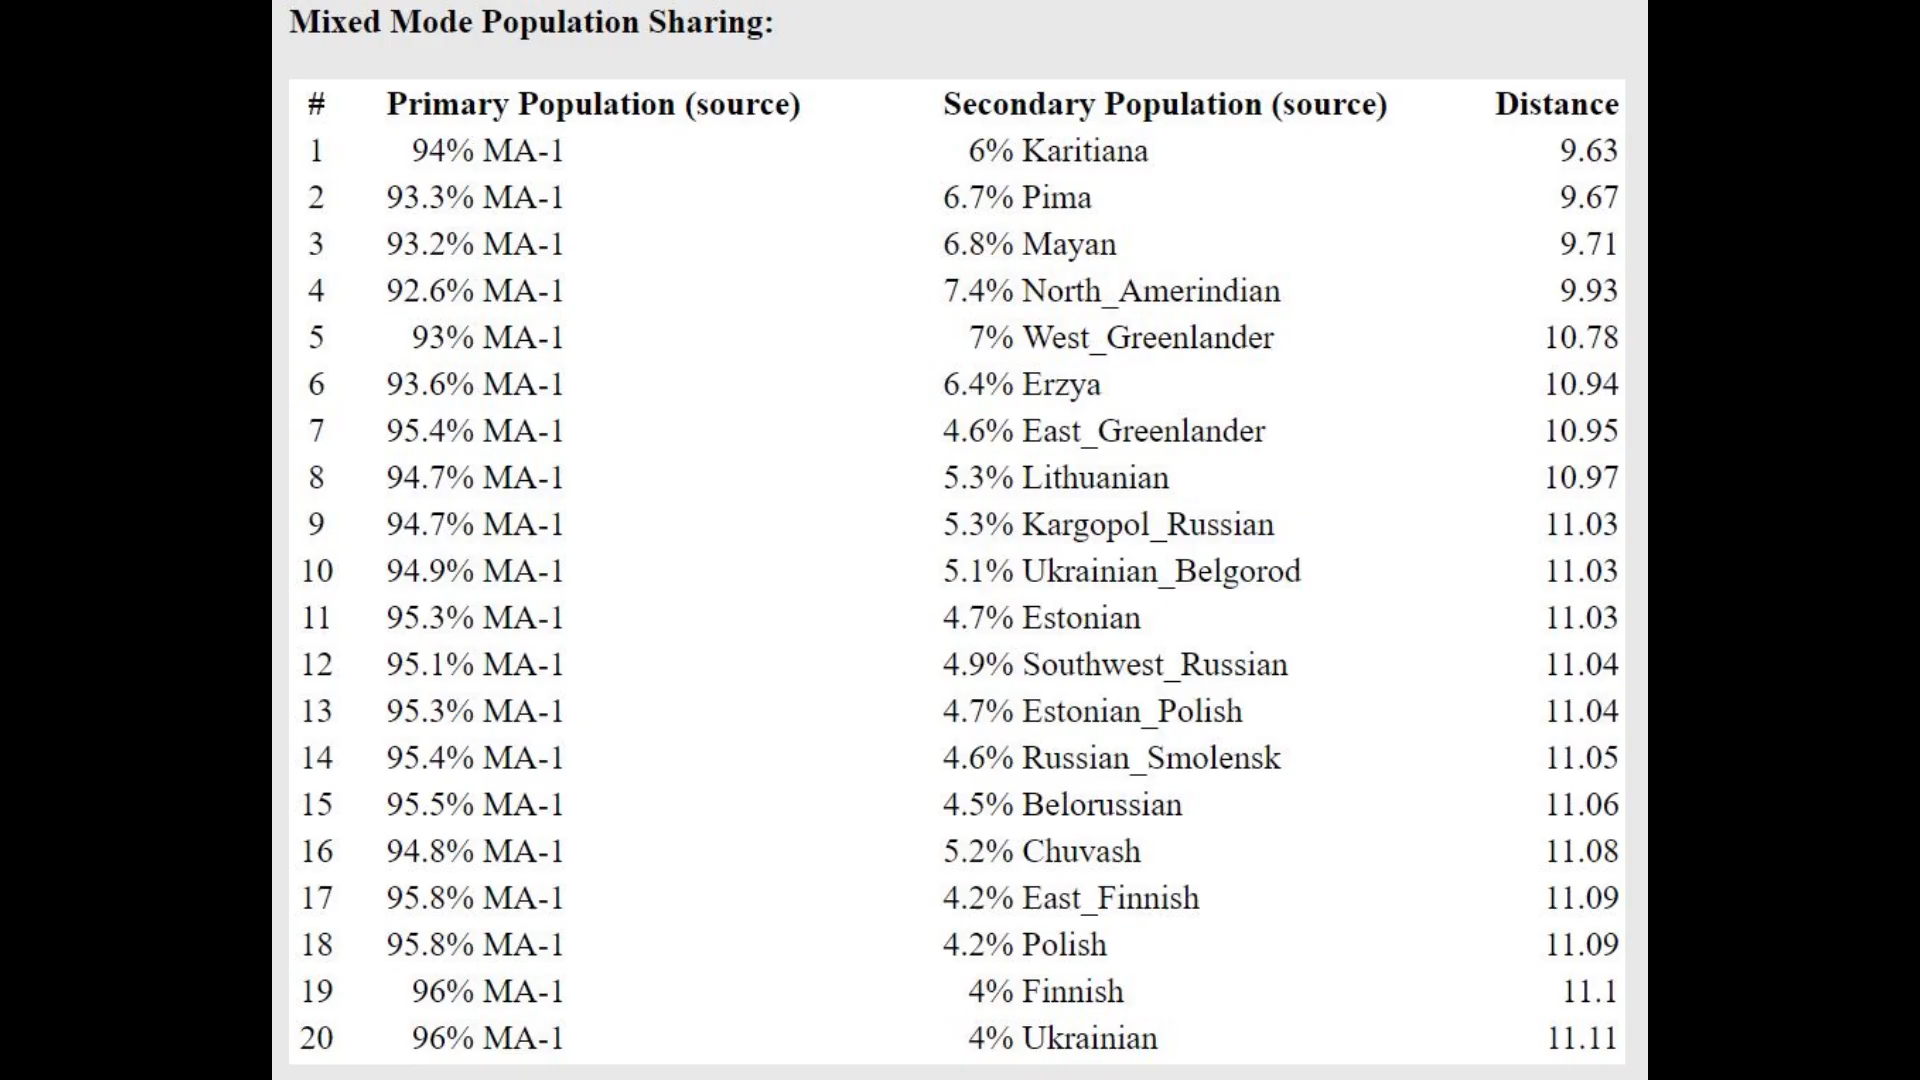 Mixed Mode Population Sharing:
# Primary Population (source) Secondary Population (source) Distance
1 94% MA-1 6% Karitiana 9.63
2 93.3% MA-1 6.7% Pima 9.67
3 93.2% MA-1 6.8% Mayan 9.71
4 92.6% MA-1 7.4% North_Amerindian 9.93
5 93% MA-1 7% West_Greenlander 10.78
6 93.6% MA-1 6.4% Erzya 10.94
7 95.4% MA-1 4.6% East_Greenlander 10.95
8 94.7% MA-1 5.3% Lithuanian 10.97
9 94.7% MA-1 5.3% Kargopol_Russian 11.03
10 94.9% MA-1 5.1% Ukrainian_Belgorod 11.03
11 95.3% MA-1 4.7% Estonian 11.03
12 95.1% MA-1 4.9% Southwest_Russian 11.04
13 95.3% MA-1 4.7% Estonian_Polish 11.04
14 95.4% MA-1 4.6% Russian_Smolensk 11.05
15 95.5% MA-1 4.5% Belorussian 11.06
16 94.8% MA-1 5.2% Chuvash 11.08
17 95.8% MA-1 4.2% East_Finnish 11.09
18 95.8% MA-1 4.2% Polish 11.09
19 96% MA-1 4% Finnish 11.1
20 96% MA-1 4% Ukrainian 11.11